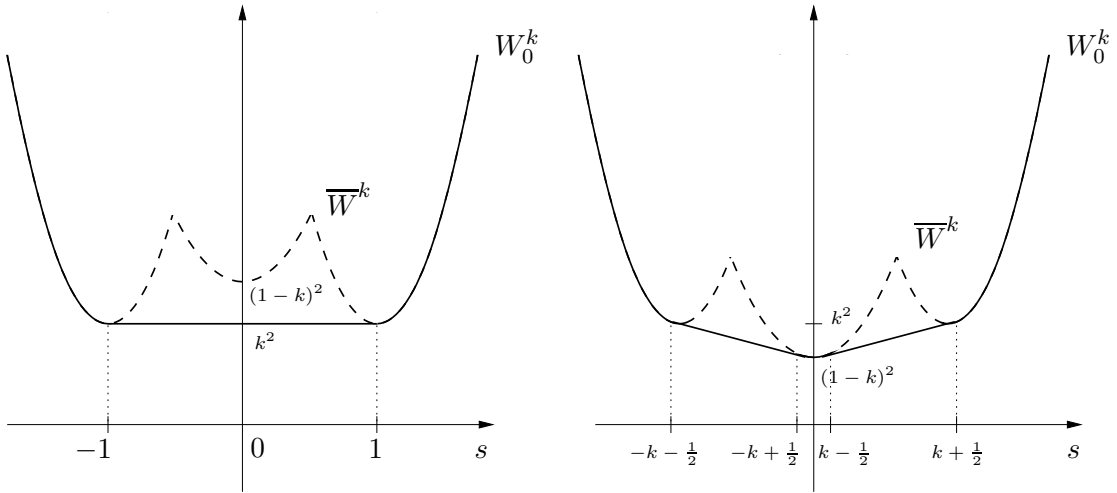 $W_0^k$
$\overline{W}^k$
$(1-k)^2$
$k^2$
$-1$ $0$ $1$ $s$
$W_0^k$
$\overline{W}^k$
$k^2$
$(1-k)^2$
$-k-\frac{1}{2}$ $-k+\frac{1}{2}$ $k-\frac{1}{2}$ $k+\frac{1}{2}$ $s$